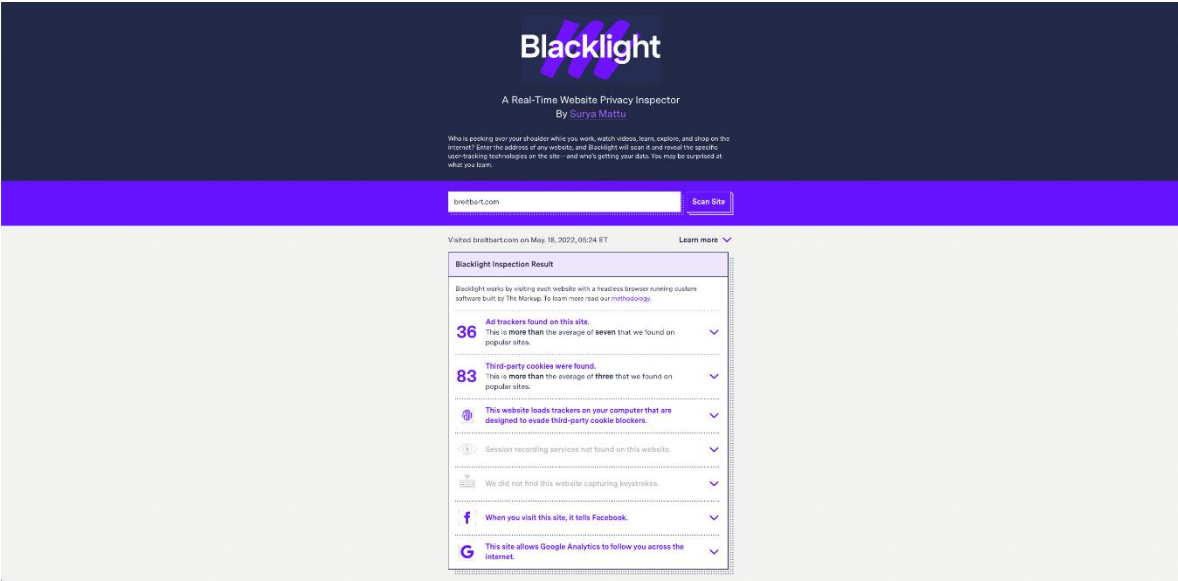 Blacklight
A Real-Time Website Privacy Inspector
By Surya Mattu
Who is peeking over your shoulder while you work, watch videos, learn, explore, and shop on the
internet? Enter the address of any website, and Blacklight will scan it and reveal the specific
user-tracking technologies on the site—and who's getting your data. You may be surprised at
what you learn.
breitbart.com
Scan Site
Visited breitbart.com on May. 18, 2022, 05:24 ET
Learn more
Blacklight Inspection Result
Blacklight works by visiting each website with a headless browser running custom
software built by The Markup. To learn more read our methodology.
36
Ad trackers found on this site.
This is more than the average of seven that we found on
popular sites.
83
Third-party cookies were found.
This is more than the average of three that we found on
popular sites.
This website loads trackers on your computer that are
designed to evade third-party cookie blockers.
Session recording services not found on this website.
We did not find this website capturing keystrokes.
When you visit this site, it tells Facebook.
This site allows Google Analytics to follow you across the
internet.